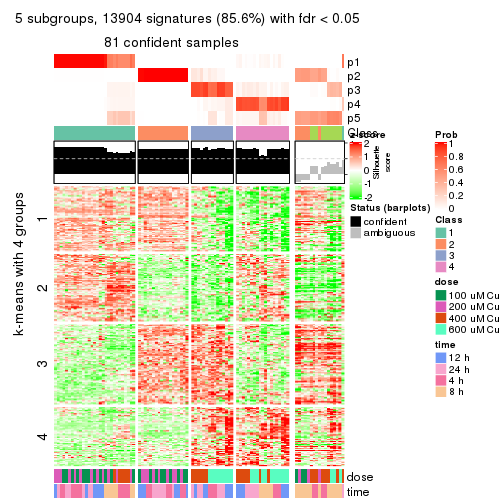 5 subgroups, 13904 signatures (85.6%) with fdr < 0.05
81 confident samples
p1
p2
p3
p4
p5
Class
z-score
2
1
0
-1
-2
Silhouette
score
Status (barplots)
confident
ambiguous
Prob
1
0.8
0.6
0.4
0.2
0
Class
1
2
3
4
dose
100 uM Cu
200 uM Cu
400 uM Cu
600 uM Cu
time
12 h
24 h
4 h
8 h
k-means with 4 groups
1
2
3
4
dose
time